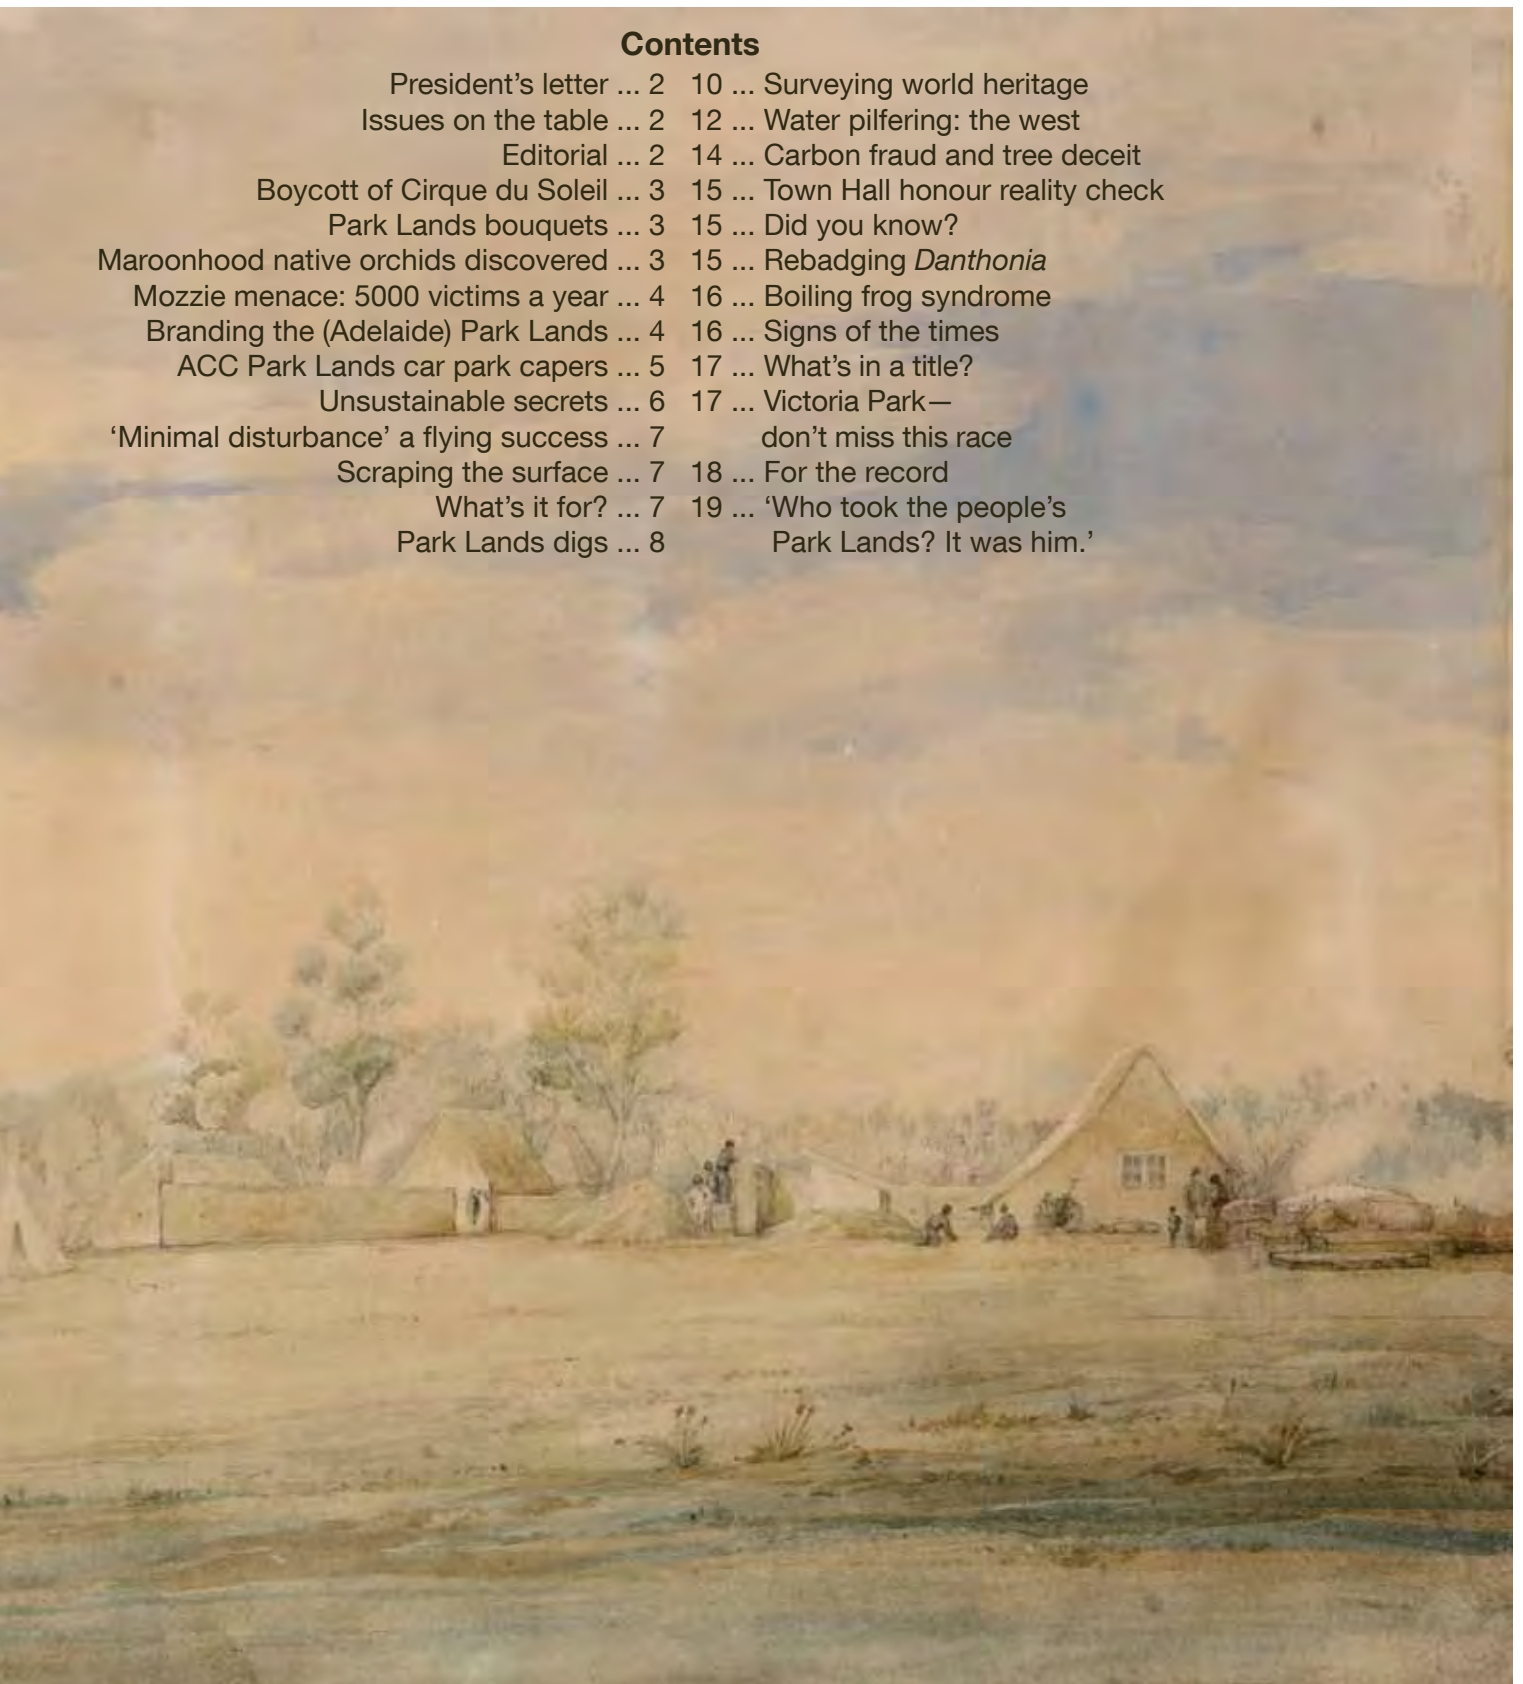 Contents
President’s letter ... 2
Issues on the table ... 2
Editorial ... 2
Boycott of Cirque du Soleil ... 3
Park Lands bouquets ... 3
Maroonhood native orchids discovered ... 3
Mozzie menace: 5000 victims a year ... 4
Branding the (Adelaide) Park Lands ... 4
ACC Park Lands car park capers ... 5
Unsustainable secrets ... 6
‘Minimal disturbance’ a flying success ... 7
Scraping the surface ... 7
What’s it for? ... 7
Park Lands digs ... 8
10 ... Surveying world heritage
12 ... Water pilfering: the west
14 ... Carbon fraud and tree deceit
15 ... Town Hall honour reality check
15 ... Did you know?
15 ... Rebadging Danthonia
16 ... Boiling frog syndrome
16 ... Signs of the times
17 ... What’s in a title?
17 ... Victoria Park—
don’t miss this race
18 ... For the record
19 ... ‘Who took the people’s
Park Lands? It was him.’